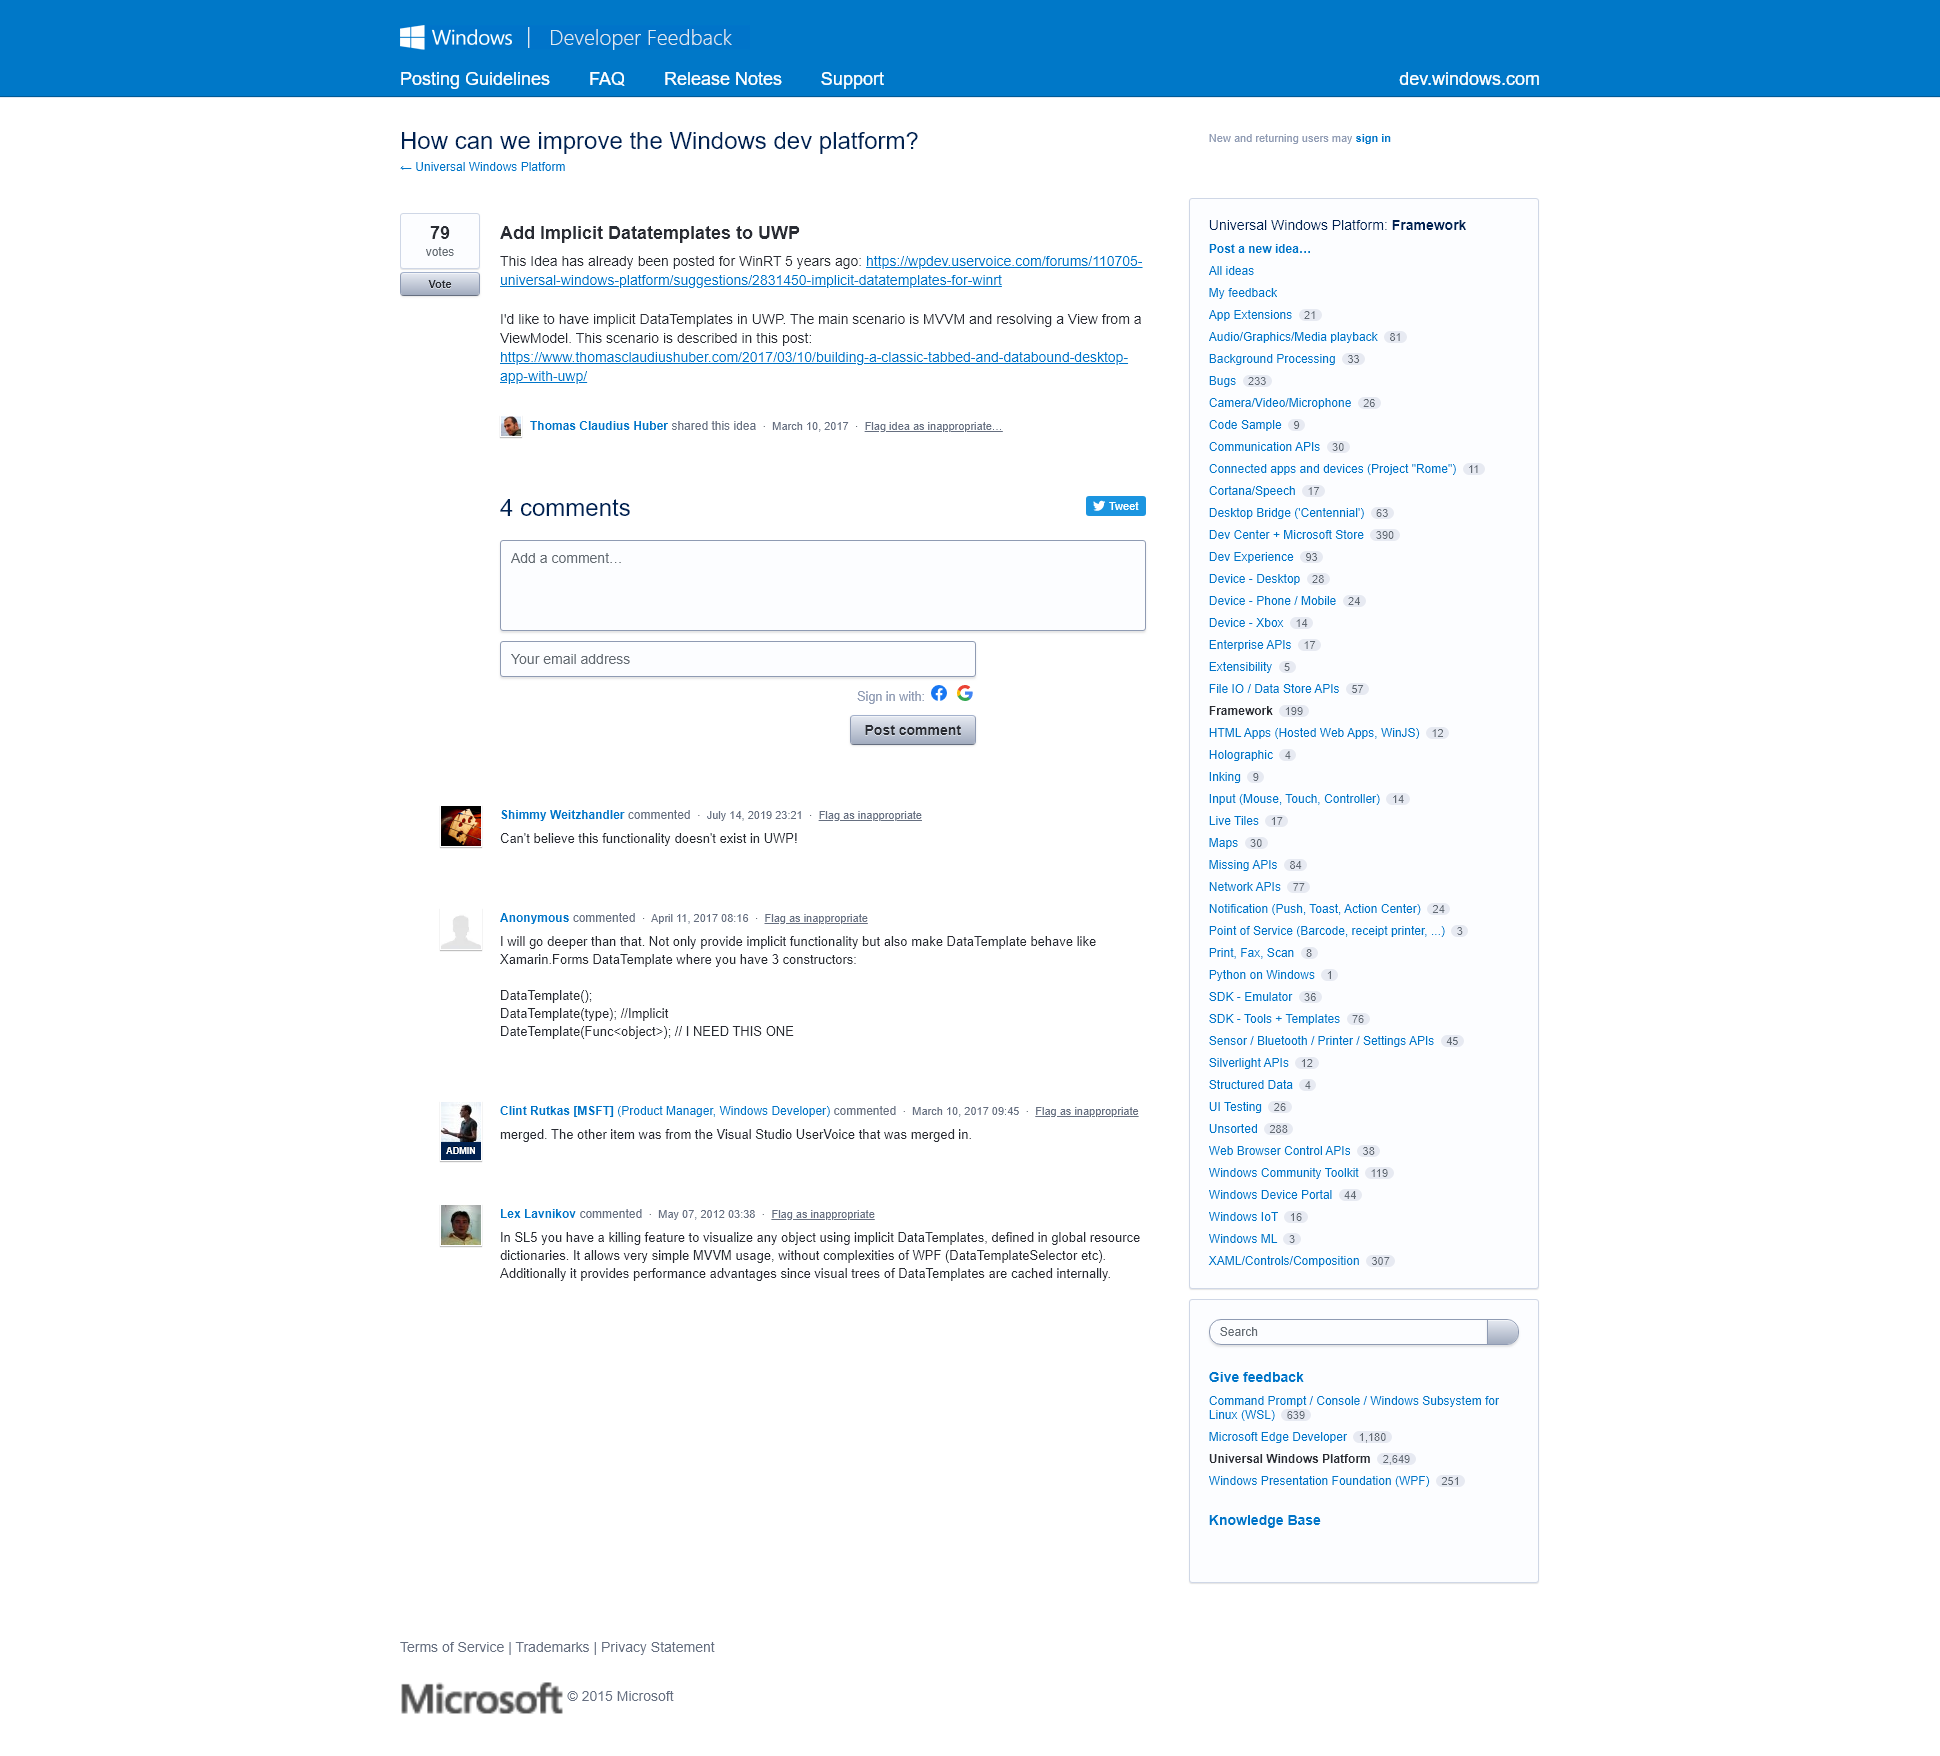 Windows | Developer Feedback
Posting Guidelines FAQ Release Notes Support dev.windows.com
How can we improve the Windows dev platform?
← Universal Windows Platform
New and returning users may sign in
79
votes
Vote
Add Implicit Datatemplates to UWP
This Idea has already been posted for WinRT 5 years ago: https://wpdev.uservoice.com/forums/110705-
universal-windows-platform/suggestions/2831450-implicit-datatemplates-for-winrt
I'd like to have implicit DataTemplates in UWP. The main scenario is MVVM and resolving a View from a
ViewModel. This scenario is described in this post:
https://www.thomasclaudiushuber.com/2017/03/10/building-a-classic-tabbed-and-databound-desktop-
app-with-uwp/
Thomas Claudius Huber shared this idea · March 10, 2017 · Flag idea as inappropriate…
4 comments
Tweet
Add a comment…
Your email address
Sign in with:
Post comment
Shimmy Weitzhandler commented · July 14, 2019 23:21 · Flag as inappropriate
Can't believe this functionality doesn't exist in UWP!
Anonymous commented · April 11, 2017 08:16 · Flag as inappropriate
I will go deeper than that. Not only provide implicit functionality but also make DataTemplate behave like
Xamarin.Forms DataTemplate where you have 3 constructors:
DataTemplate();
DataTemplate(type); //Implicit
DateTemplate(Func<object>); // I NEED THIS ONE
Clint Rutkas [MSFT] (Product Manager, Windows Developer) commented · March 10, 2017 09:45 · Flag as inappropriate
merged. The other item was from the Visual Studio UserVoice that was merged in.
ADMIN
Lex Lavnikov commented · May 07, 2012 03:38 · Flag as inappropriate
In SL5 you have a killing feature to visualize any object using implicit DataTemplates, defined in global resource
dictionaries. It allows very simple MVVM usage, without complexities of WPF (DataTemplateSelector etc).
Additionally it provides performance advantages since visual trees of DataTemplates are cached internally.
Universal Windows Platform: Framework
Post a new idea…
All ideas
My feedback
App Extensions 21
Audio/Graphics/Media playback 81
Background Processing 33
Bugs 233
Camera/Video/Microphone 26
Code Sample 9
Communication APIs 30
Connected apps and devices (Project "Rome") 11
Cortana/Speech 17
Desktop Bridge ('Centennial') 63
Dev Center + Microsoft Store 390
Dev Experience 93
Device - Desktop 28
Device - Phone / Mobile 24
Device - Xbox 14
Enterprise APIs 17
Extensibility 5
File IO / Data Store APIs 57
Framework 199
HTML Apps (Hosted Web Apps, WinJS) 12
Holographic 4
Inking 9
Input (Mouse, Touch, Controller) 14
Live Tiles 17
Maps 30
Missing APIs 84
Network APIs 77
Notification (Push, Toast, Action Center) 24
Point of Service (Barcode, receipt printer, ...) 3
Print, Fax, Scan 8
Python on Windows 1
SDK - Emulator 36
SDK - Tools + Templates 76
Sensor / Bluetooth / Printer / Settings APIs 45
Silverlight APIs 12
Structured Data 4
UI Testing 26
Unsorted 288
Web Browser Control APIs 38
Windows Community Toolkit 119
Windows Device Portal 44
Windows IoT 16
Windows ML 3
XAML/Controls/Composition 307
Search
Give feedback
Command Prompt / Console / Windows Subsystem for
Linux (WSL) 639
Microsoft Edge Developer 1,180
Universal Windows Platform 2,649
Windows Presentation Foundation (WPF) 251
Knowledge Base
Terms of Service | Trademarks | Privacy Statement
Microsoft © 2015 Microsoft